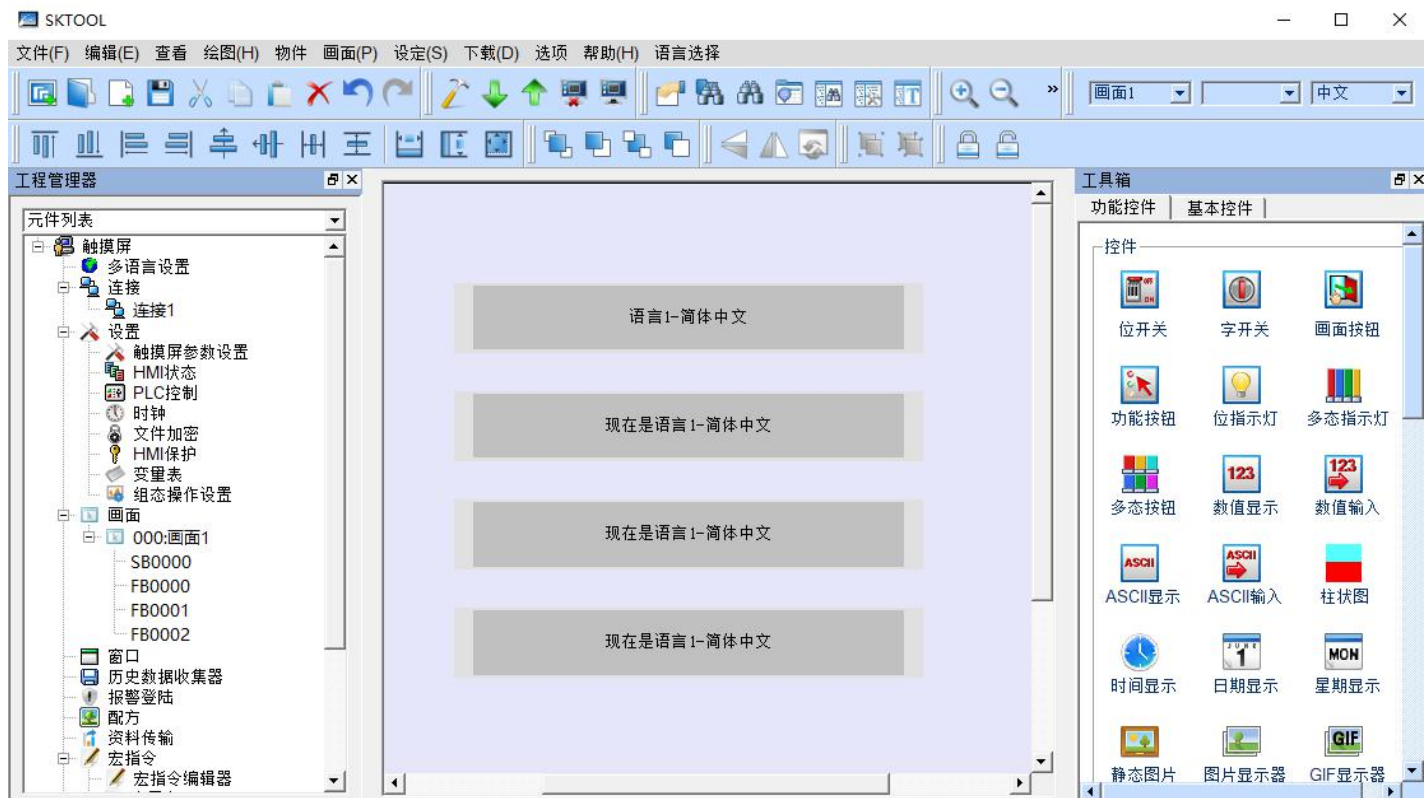 SKTOOL
文件(F) 编辑(E) 查看 绘图(H) 物件 画面(P) 设定(S) 下载(D) 选项 帮助(H) 语言选择
画面1 中文
工程管理器
元件列表
触摸屏
多语言设置
连接
连接1
设置
触摸屏参数设置
HMI状态
PLC控制
时钟
文件加密
HMI保护
变里表
组态操作设置
画面
000:画面1
SB0000
FB0000
FB0001
FB0002
窗口
历史数据收集器
报警登陆
配方
资料传输
宏指令
宏指令编辑器
语言1-简体中文
现在是语言1-简体中文
现在是语言1-简体中文
现在是语言1-简体中文
工具箱
功能控件 基本控件
控件
OFF
ON
位开关 字开关 画面按钮
功能按钮 位指示灯 多态指示灯
123 123
多态按钮 数值显示 数值输入
ASCII ASCII
ASCII显示 ASCII输入 柱状图
JUNE
1 MON
时间显示 日期显示 星期显示
GIF
静态图片 图片显示器 GIF显示器